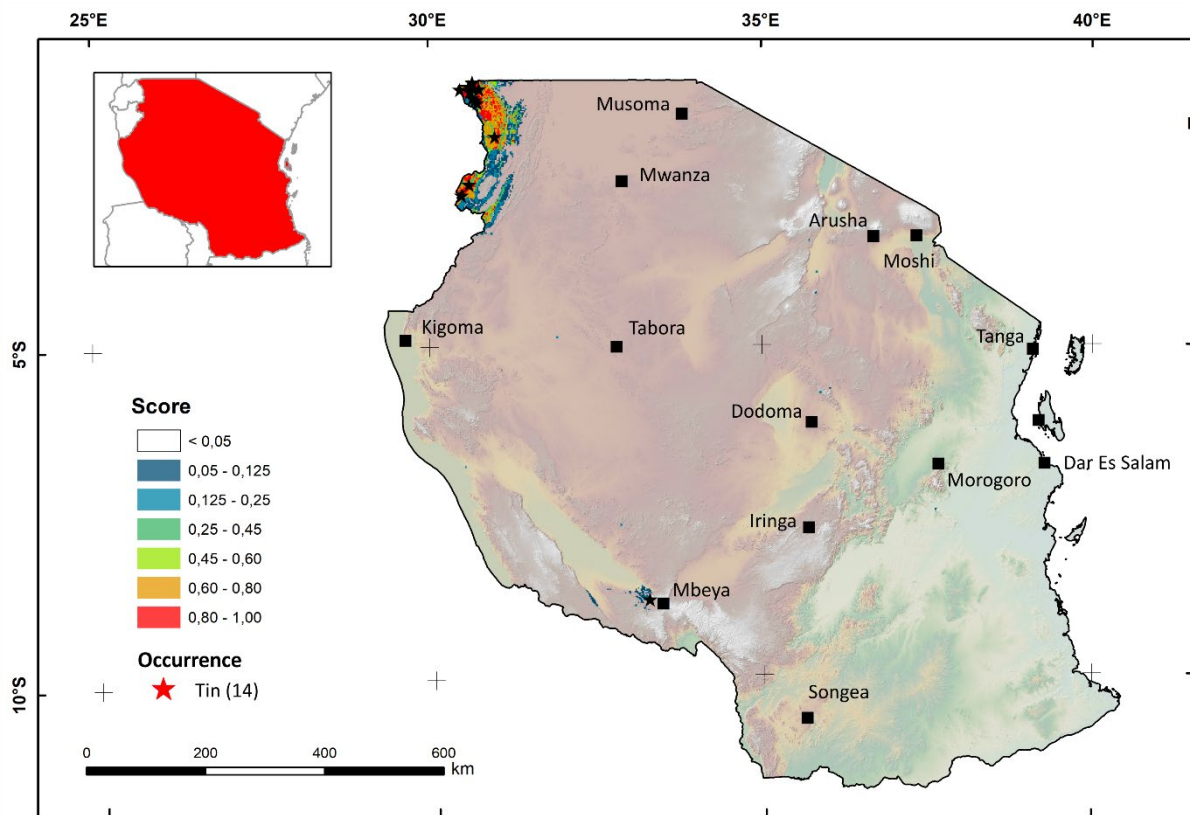 25°E
30°E
35°E
40°E
Musoma
Mwanza
Arusha
Moshi
Kigoma
Tabora
Tanga
5°S
Dodoma
Score
< 0,05
0,05 - 0,125
0,125 - 0,25
0,25 - 0,45
0,45 - 0,60
0,60 - 0,80
0,80 - 1,00
Dar Es Salam
Morogoro
Iringa
Mbeya
Occurrence
Tin (14)
10°S
Songea
0
200
400
600
km